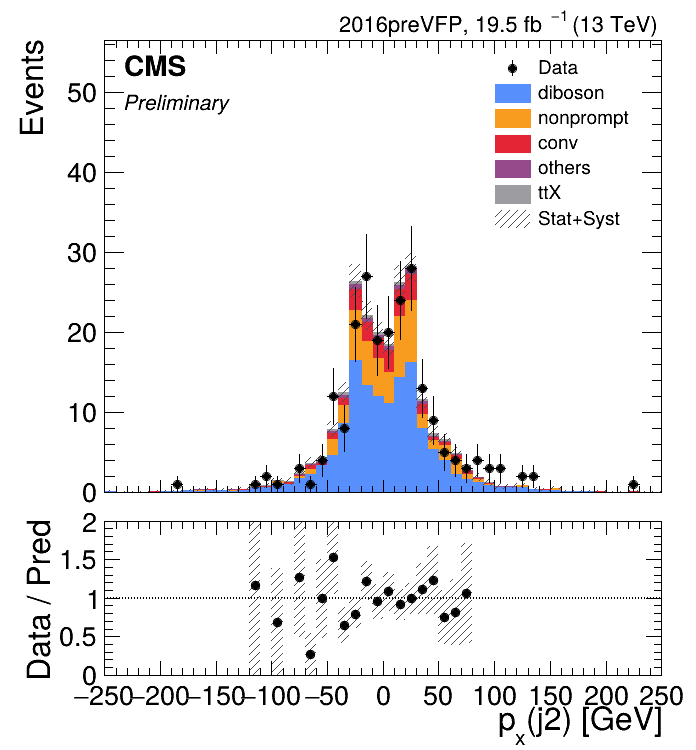 2016preVFP, 19.5 fb⁻¹ (13 TeV)
CMS
Preliminary
Events
Data
diboson
nonprompt
conv
others
ttX
Stat+Syst
50
40
30
20
10
0
Data / Pred
2
1.5
1
0.5
0
−250 −200 −150 −100 −50 0 50 100 150 200 250
pₓ(j2) [GeV]